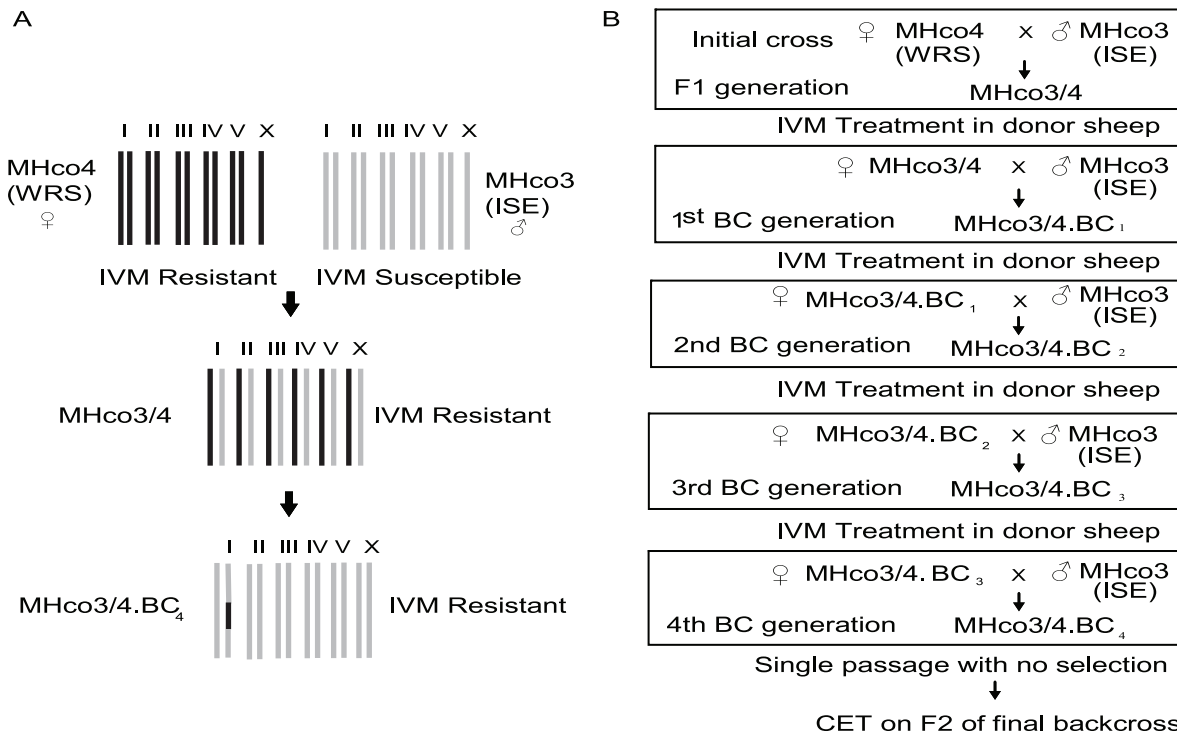 A
I II III IV V X
I II III IV V X
MHco4
(WRS)
♀
MHco3
(ISE)
♂
IVM Resistant
IVM Susceptible
I II III IV V X
MHco3/4
IVM Resistant
I II III IV V X
MHco3/4.BC4
IVM Resistant
B
Initial cross ♀ MHco4 x ♂ MHco3
(WRS) (ISE)
F1 generation MHco3/4
IVM Treatment in donor sheep
♀ MHco3/4 x ♂ MHco3
(ISE)
1st BC generation MHco3/4.BC1
IVM Treatment in donor sheep
♀ MHco3/4.BC1 x ♂ MHco3
(ISE)
2nd BC generation MHco3/4.BC2
IVM Treatment in donor sheep
♀ MHco3/4.BC2 x ♂ MHco3
(ISE)
3rd BC generation MHco3/4.BC3
IVM Treatment in donor sheep
♀ MHco3/4.BC3 x ♂ MHco3
(ISE)
4th BC generation MHco3/4.BC4
Single passage with no selection
CET on F2 of final backcross